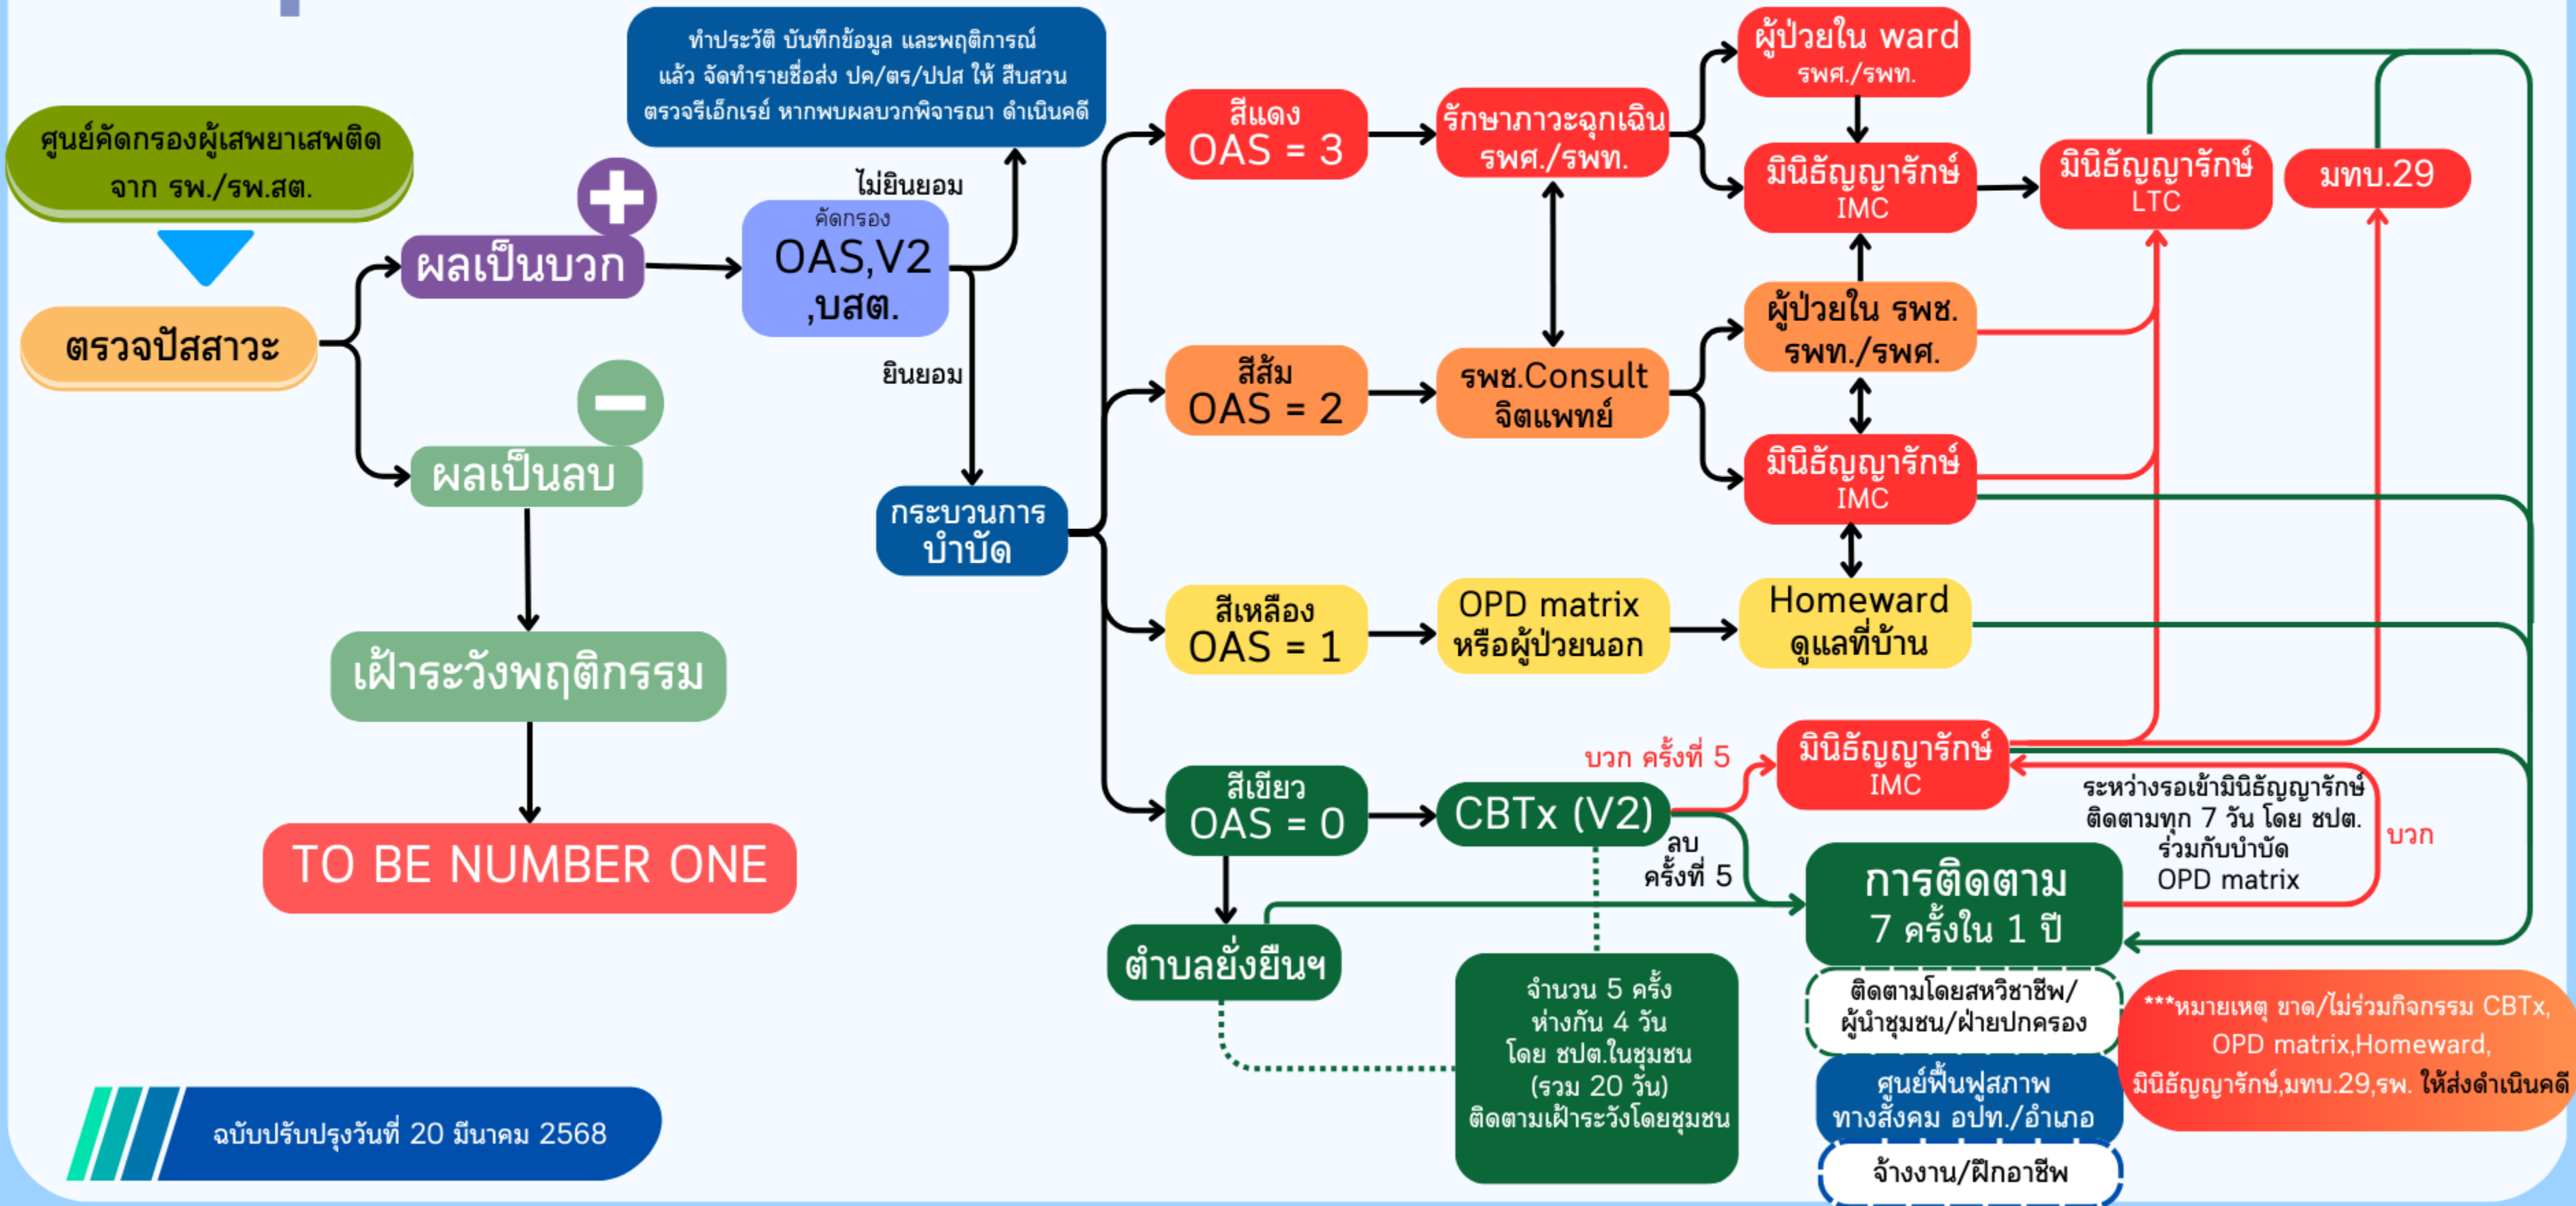 ศูนย์คัดกรองผู้เสพยาเสพติด
จาก รพ./รพ.สต.
ตรวจปัสสาวะ
ผลเป็นบวก
ผลเป็นลบ
เฝ้าระวังพฤติกรรม
TO BE NUMBER ONE
ทำประวัติ บันทึกข้อมูล และพฤติการณ์
แล้ว จัดทำรายชื่อส่ง ปค/ตร/ปปส ให้ สืบสวน
ตรวจรีเอ็กเรย์ หากพบผลบวกพิจารณา ดำเนินคดี
ไม่ยินยอม
คัดกรอง
OAS,V2
,บสต.
ยินยอม
กระบวนการ
บำบัด
สีแดง
OAS = 3
รักษาภาวะฉุกเฉิน
รพศ./รพท.
ผู้ป่วยใน ward
รพศ./รพท.
มินิธัญญารักษ์
IMC
มินิธัญญารักษ์
LTC
มทบ.29
สีส้ม
OAS = 2
รพช.Consult
จิตแพทย์
ผู้ป่วยใน รพช.
รพท./รพศ.
มินิธัญญารักษ์
IMC
สีเหลือง
OAS = 1
OPD matrix
หรือผู้ป่วยนอก
Homeward
ดูแลที่บ้าน
สีเขียว
OAS = 0
CBTx (V2)
บวก ครั้งที่ 5
มินิธัญญารักษ์
IMC
ลบ
ครั้งที่ 5
ระหว่างรอเข้ามินิธัญญารักษ์
ติดตามทุก 7 วัน โดย ชปต.
ร่วมกับบำบัด
OPD matrix
บวก
ตำบลยั่งยืนฯ
จำนวน 5 ครั้ง
ห่างกัน 4 วัน
โดย ชปต.ในชุมชน
(รวม 20 วัน)
ติดตามเฝ้าระวังโดยชุมชน
การติดตาม
7 ครั้งใน 1 ปี
ติดตามโดยสหวิชาชีพ/
ผู้นำชุมชน/ฝ่ายปกครอง
ศูนย์ฟื้นฟูสภาพ
ทางสังคม อปท./อำเภอ
จ้างงาน/ฝึกอาชีพ
***หมายเหตุ ขาด/ไม่ร่วมกิจกรรม CBTx,
OPD matrix,Homeward,
มินิธัญญารักษ์,มทบ.29,รพ. ให้ส่งดำเนินคดี
ฉบับปรับปรุงวันที่ 20 มีนาคม 2568